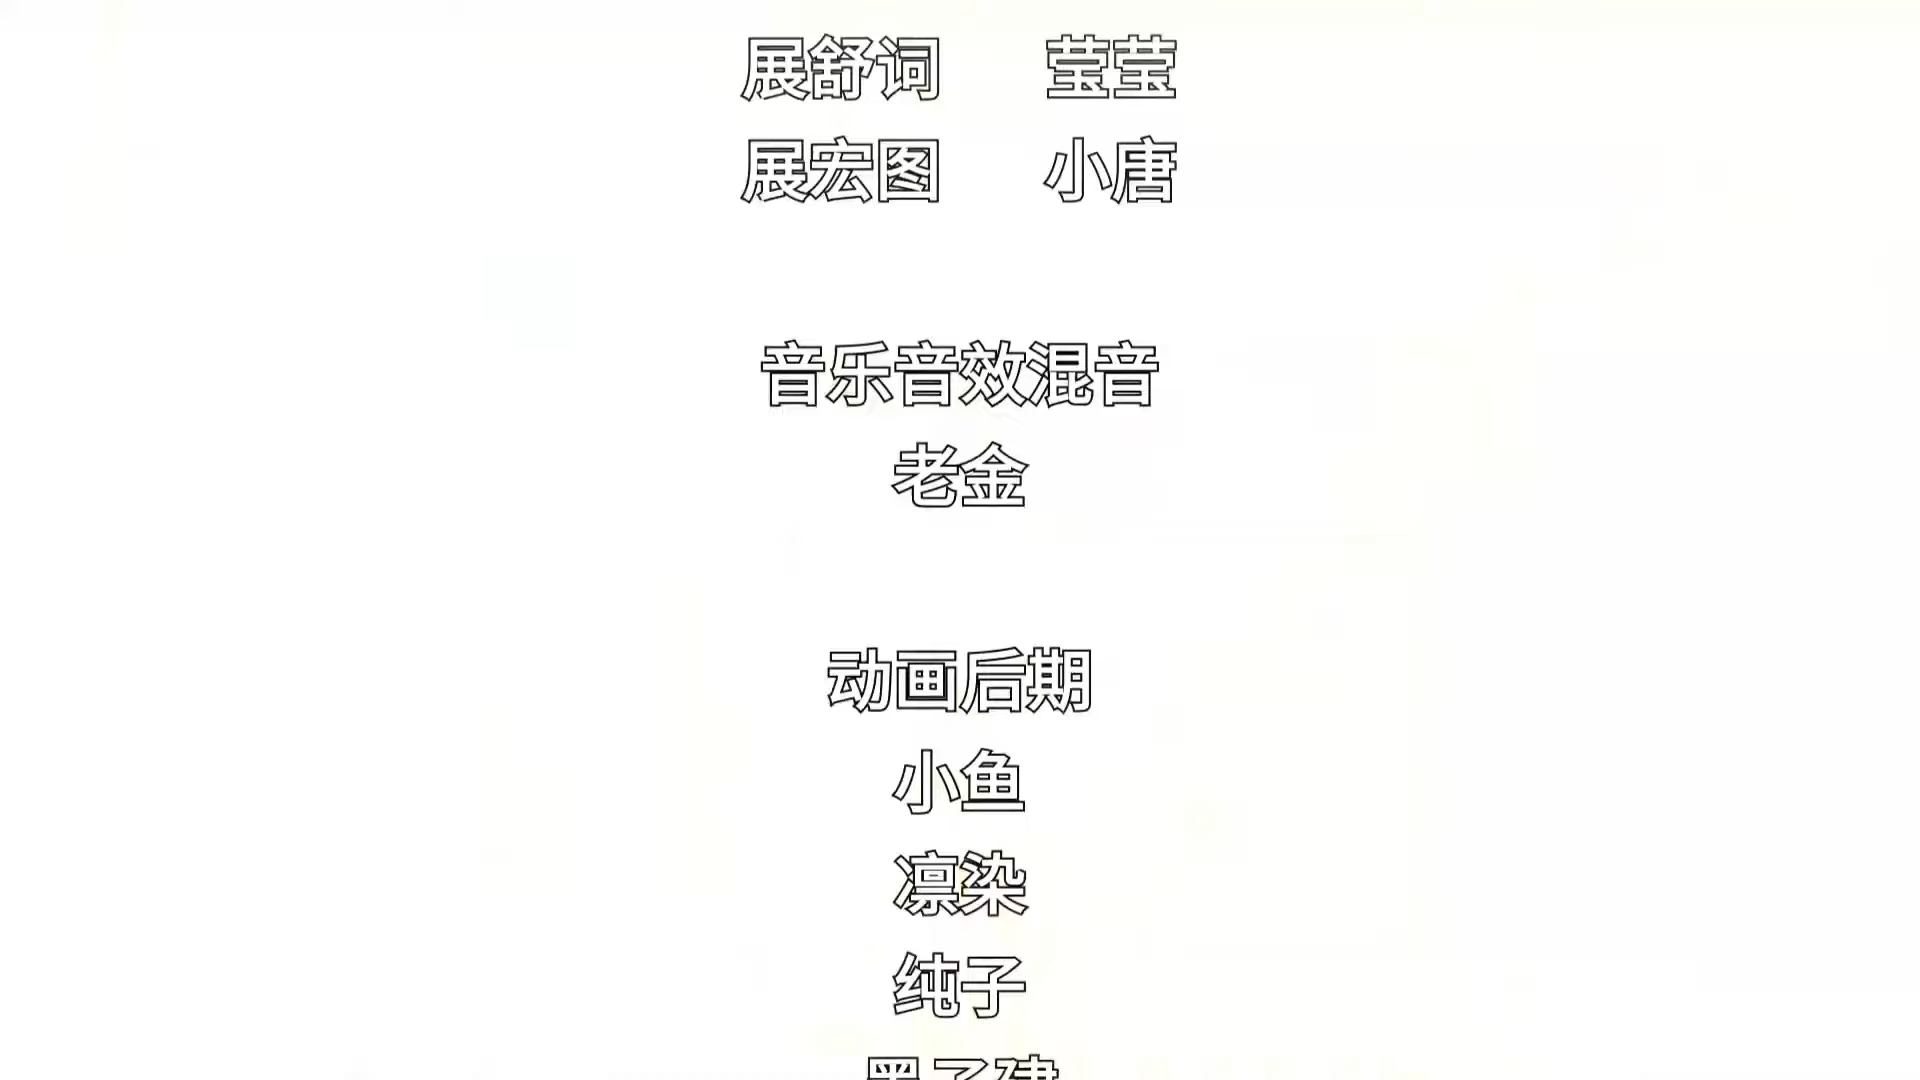 展舒词 莹莹
展宏图 小唐
音乐音效混音
老金
动画后期
小鱼
凛染
纯子